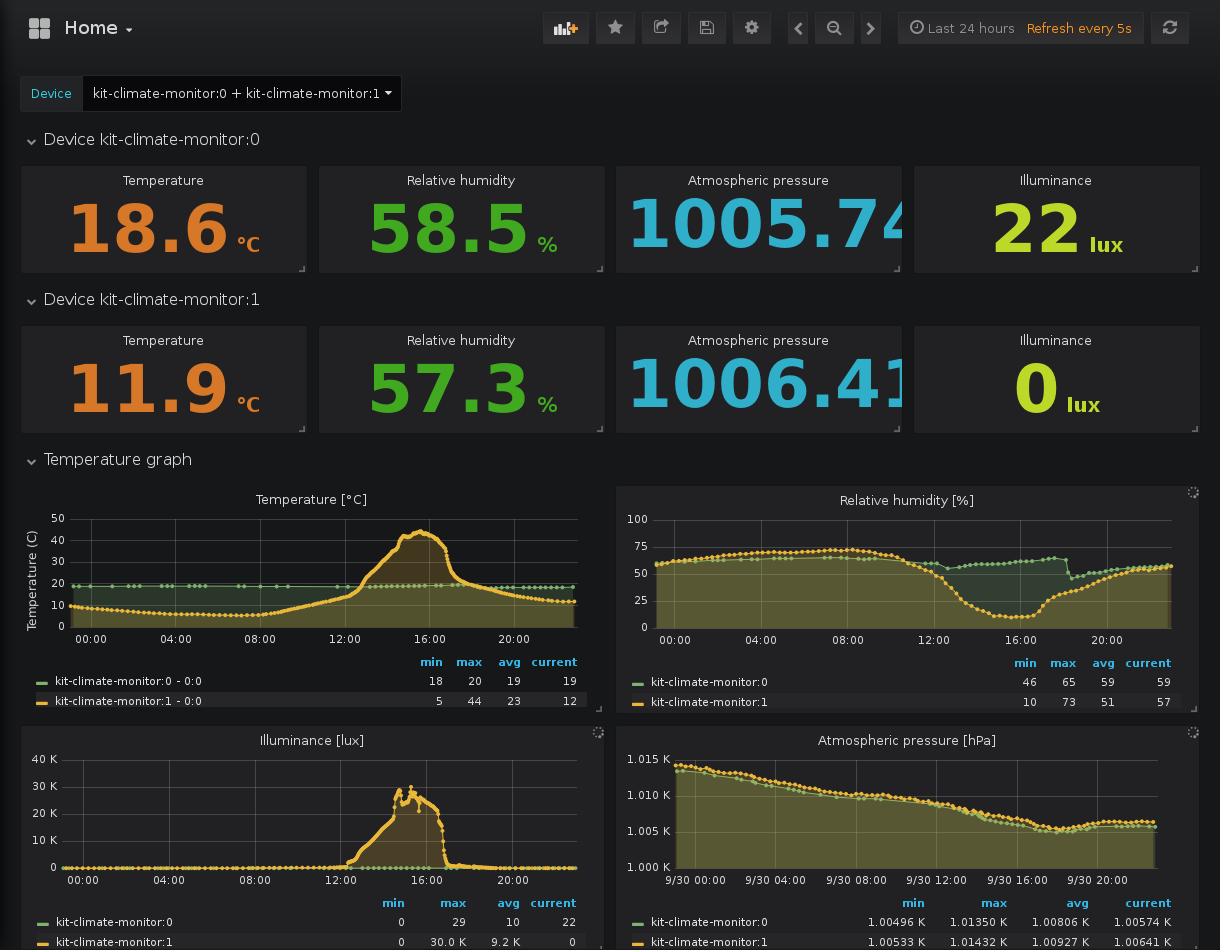 Home
Last 24 hours Refresh every 5s
Device kit-climate-monitor:0 + kit-climate-monitor:1
Device kit-climate-monitor:0
Temperature Relative humidity Atmospheric pressure Illuminance
18.6 °C 58.5 % 1005.74 22 lux
Device kit-climate-monitor:1
Temperature Relative humidity Atmospheric pressure Illuminance
11.9 °C 57.3 % 1006.41 0 lux
Temperature graph
Temperature [°C]
Temperature (C)
50
40
30
20
10
0
00:00 04:00 08:00 12:00 16:00 20:00
min max avg current
kit-climate-monitor:0 - 0:0 18 20 19 19
kit-climate-monitor:1 - 0:0 5 44 23 12
Relative humidity [%]
100
75
50
25
0
00:00 04:00 08:00 12:00 16:00 20:00
min max avg current
kit-climate-monitor:0 46 65 59 59
kit-climate-monitor:1 10 73 51 57
Illuminance [lux]
40 K
30 K
20 K
10 K
0
00:00 04:00 08:00 12:00 16:00 20:00
min max avg current
kit-climate-monitor:0 0 29 10 22
kit-climate-monitor:1 0 30.0 K 9.2 K 0
Atmospheric pressure [hPa]
1.015 K
1.010 K
1.005 K
1.000 K
9/30 00:00 9/30 04:00 9/30 08:00 9/30 12:00 9/30 16:00 9/30 20:00
min max avg current
kit-climate-monitor:0 1.00496 K 1.01350 K 1.00806 K 1.00574 K
kit-climate-monitor:1 1.00533 K 1.01432 K 1.00927 K 1.00641 K